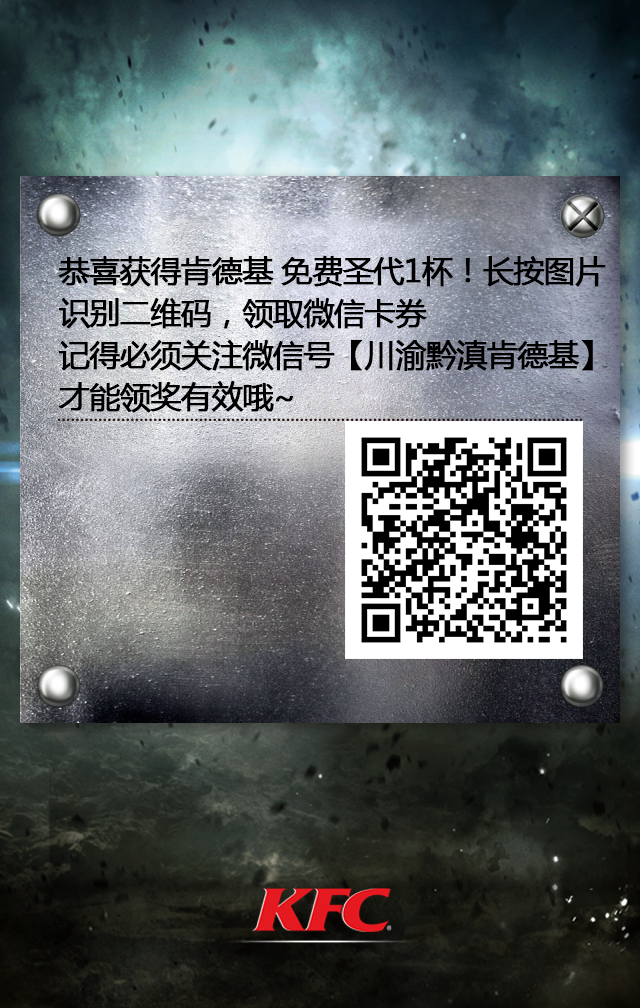 恭喜获得肯德基 免费圣代1杯！长按图片
识别二维码，领取微信卡券
记得必须关注微信号【川渝黔滇肯德基】
才能领奖有效哦~
KFC